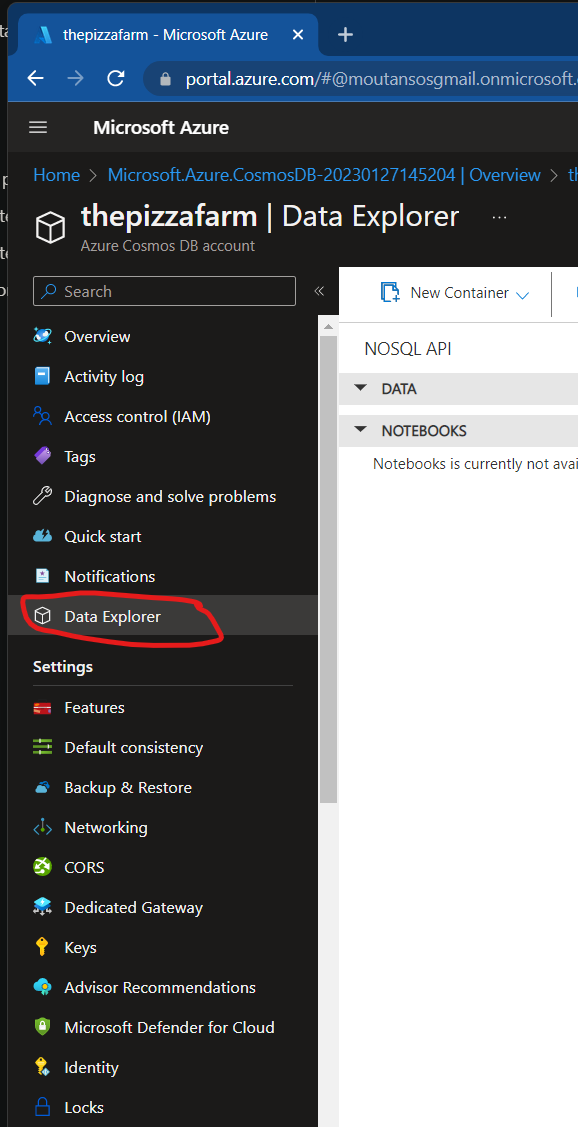 thepizzafarm - Microsoft Azure
portal.azure.com/#@moutansosgmail.onmicrosoft.
Microsoft Azure
Home > Microsoft.Azure.CosmosDB-20230127145204 | Overview >
thepizzafarm | Data Explorer ...
Azure Cosmos DB account
Search
«
New Container
NOSQL API
DATA
NOTEBOOKS
Notebooks is currently not avai
Overview
Activity log
Access control (IAM)
Tags
Diagnose and solve problems
Quick start
Notifications
Data Explorer
Settings
Features
Default consistency
Backup & Restore
Networking
CORS
Dedicated Gateway
Keys
Advisor Recommendations
Microsoft Defender for Cloud
Identity
Locks